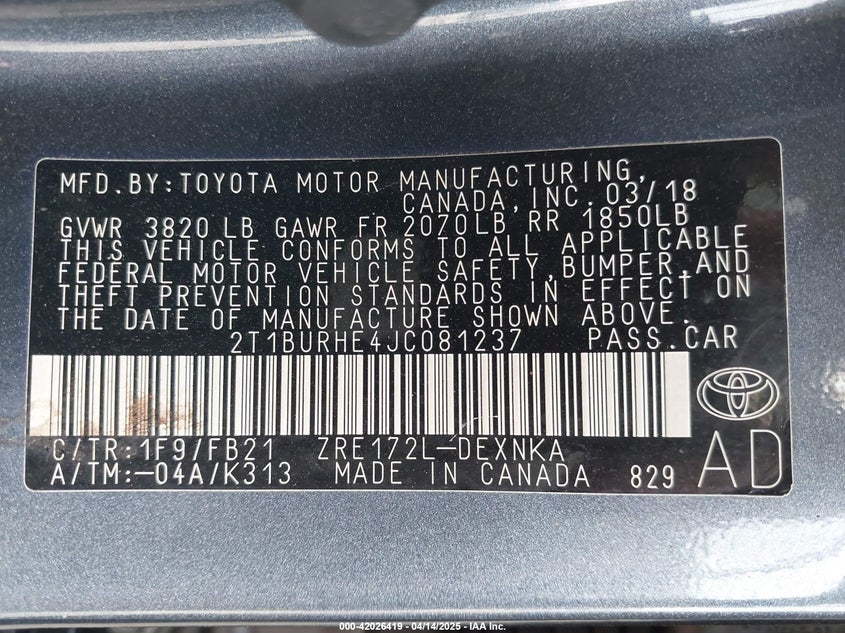 MFD.BY:TOYOTA MOTOR MANUFACTURING,
CANADA,INC. 03/18
GVWR 3820 LB GAWR FR 2070LB RR 1850LB
THIS VEHICLE CONFORMS TO ALL APPLICABLE
FEDERAL MOTOR VEHICLE SAFETY,BUMPER,AND
THEFT PREVENTION STANDARDS IN EFFECT ON
THE DATE OF MANUFACTURE SHOWN ABOVE.
2T1BURHE4JC081237 PASS.CAR
C/TR:1F9/FB21 ZRE172L-DEXNKA
A/TM:-04A/K313 MADE IN CANADA 829 AD
000-42026419 - 04/14/2025 - IAA Inc.